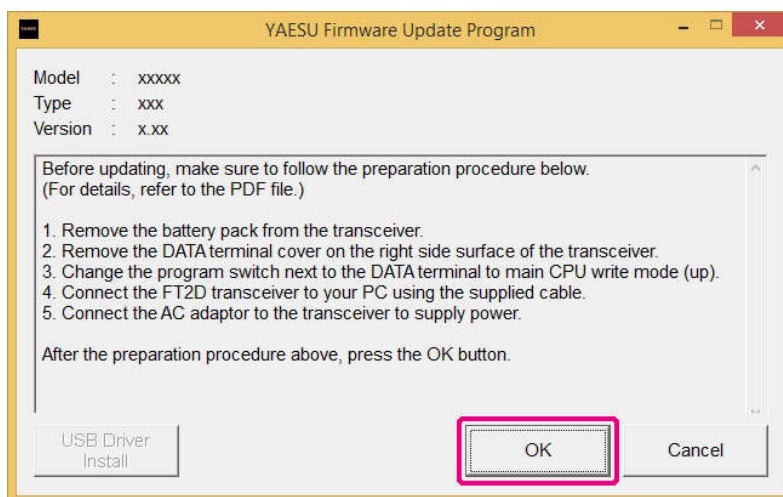 YAESU Firmware Update Program
Model : xxxxx
Type : xxx
Version : x.xx
Before updating, make sure to follow the preparation procedure below.
(For details, refer to the PDF file.)
1. Remove the battery pack from the transceiver.
2. Remove the DATA terminal cover on the right side surface of the transceiver.
3. Change the program switch next to the DATA terminal to main CPU write mode (up).
4. Connect the FT2D transceiver to your PC using the supplied cable.
5. Connect the AC adaptor to the transceiver to supply power.
After the preparation procedure above, press the OK button.
USB Driver
Install
OK
Cancel